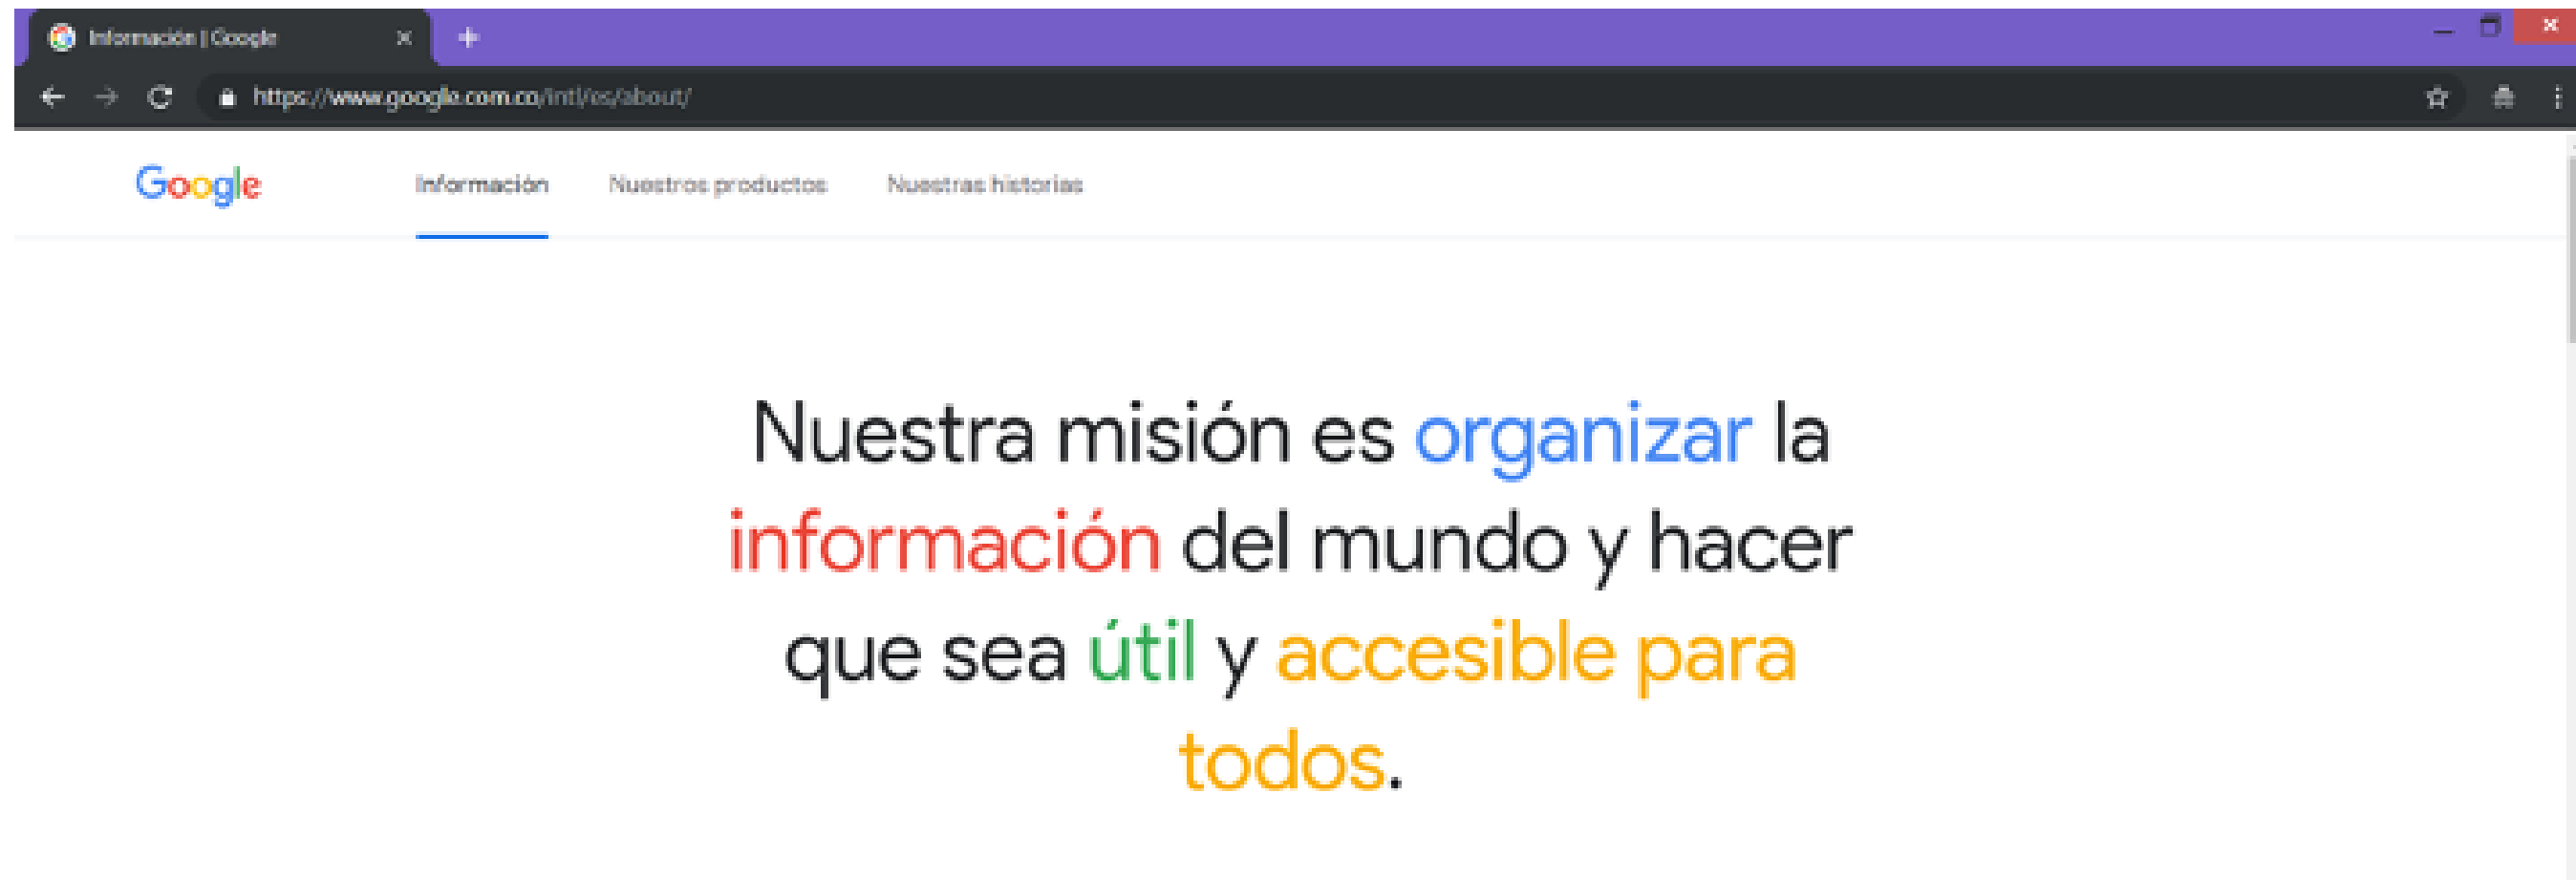 Información | Google
https://www.google.com.co/intl/es/about/
Google Información Nuestros productos Nuestras historias
Nuestra misión es organizar la
información del mundo y hacer
que sea útil y accesible para
todos.